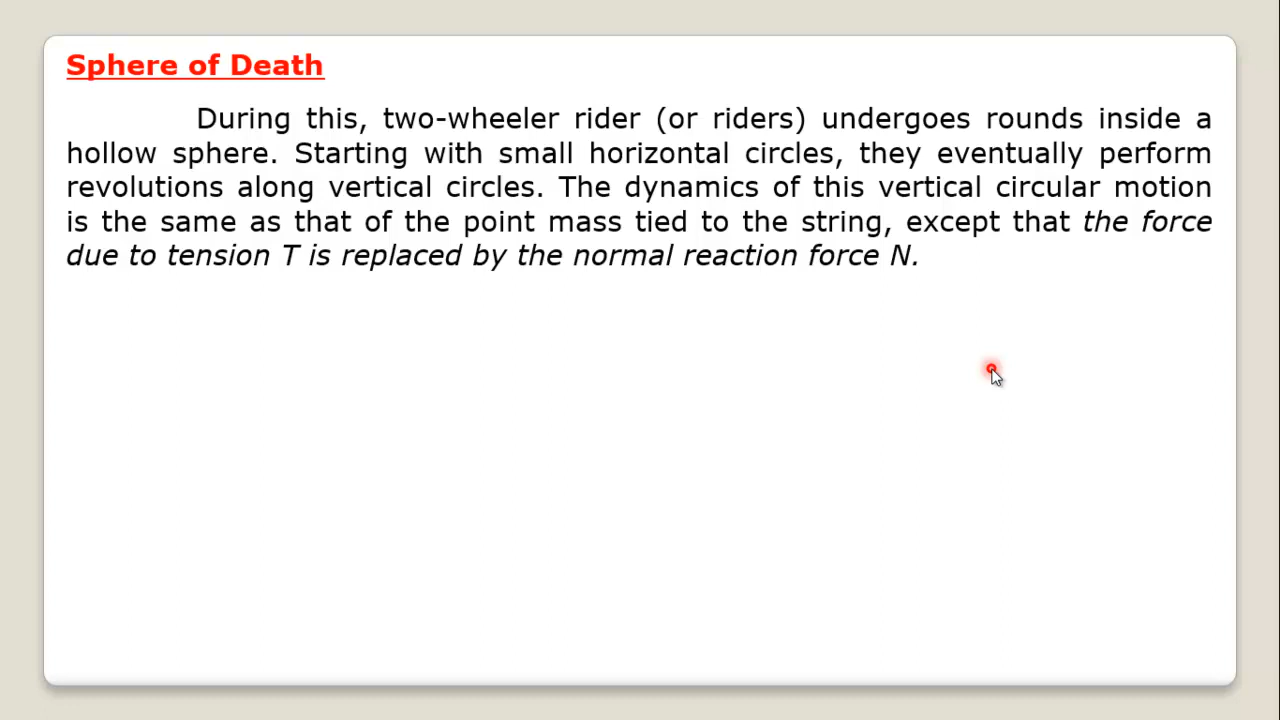 Sphere of Death
During this, two-wheeler rider (or riders) undergoes rounds inside a
hollow sphere. Starting with small horizontal circles, they eventually perform
revolutions along vertical circles. The dynamics of this vertical circular motion
is the same as that of the point mass tied to the string, except that the force
due to tension T is replaced by the normal reaction force N.